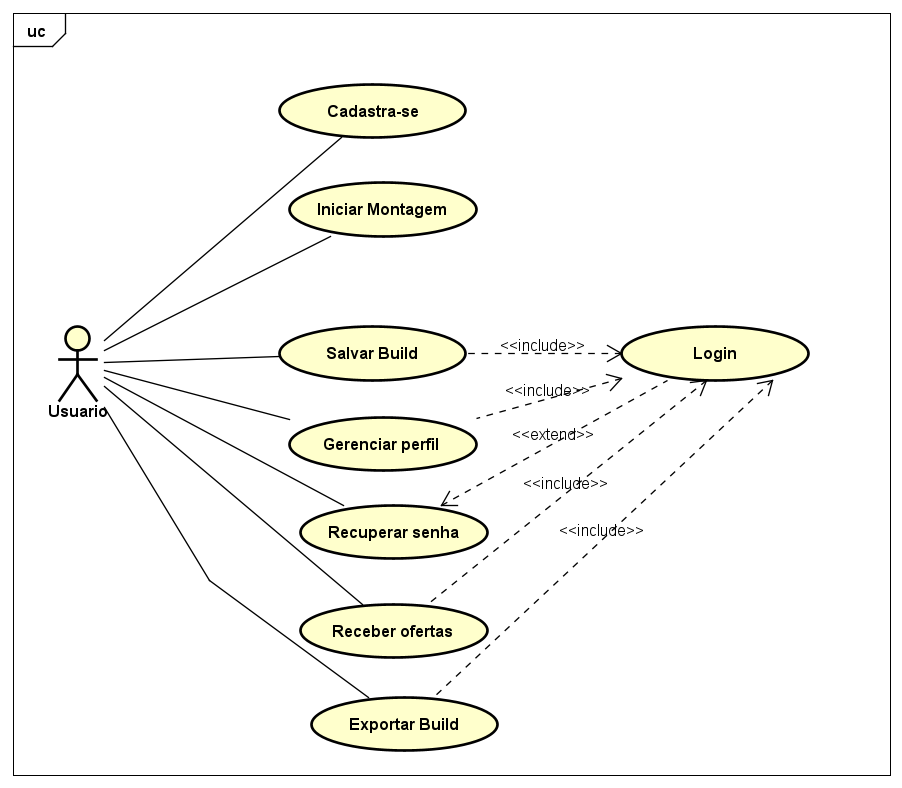 uc
Cadastra-se
Iniciar Montagem
Salvar Build
<<include>>
Login
Usuario
<<include>>
Gerenciar perfil
<<extend>>
<<include>>
Recuperar senha
<<include>>
Receber ofertas
Exportar Build